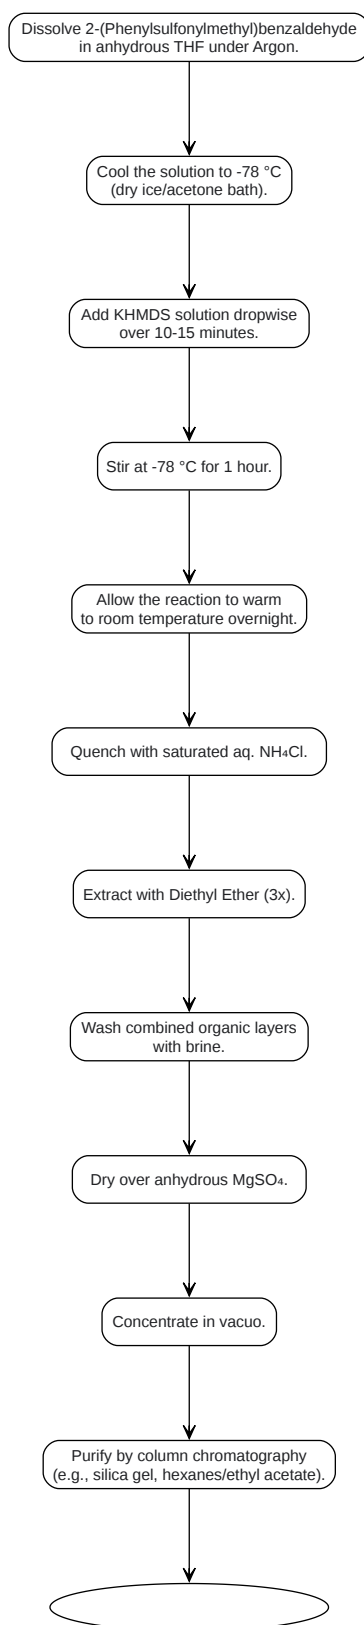 Dissolve 2-(Phenylsulfonylmethyl)benzaldehyde
in anhydrous THF under Argon.
Cool the solution to -78 °C
(dry ice/acetone bath).
Add KHMDS solution dropwise
over 10-15 minutes.
Stir at -78 °C for 1 hour.
Allow the reaction to warm
to room temperature overnight.
Quench with saturated aq. NH₄Cl.
Extract with Diethyl Ether (3x).
Wash combined organic layers
with brine.
Dry over anhydrous MgSO₄.
Concentrate in vacuo.
Purify by column chromatography
(e.g., silica gel, hexanes/ethyl acetate).